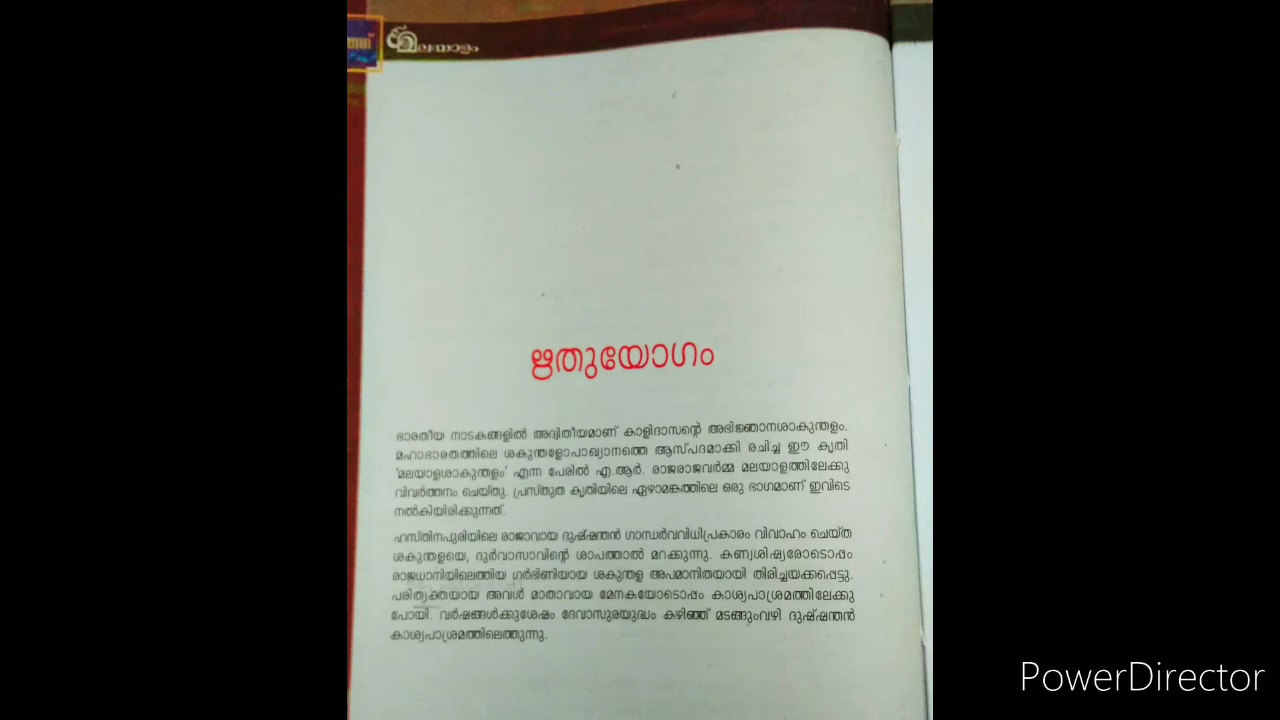 മലയാളം
ഋതുയോഗം
ഭാരതീയ നാടകങ്ങളിൽ അദ്വിതീയമാണ് കാളിദാസന്റെ അഭിജ്ഞാനശാകുന്തളം.
മഹാഭാരതത്തിലെ ശകുന്തളോപാഖ്യാനത്തെ ആസ്പദമാക്കി രചിച്ച ഈ കൃതി
'മലയാളശാകുന്തളം' എന്ന പേരിൽ എ.ആർ. രാജരാജവർമ്മ മലയാളത്തിലേക്കു
വിവർത്തനം ചെയ്തു. പ്രസ്തുത കൃതിയിലെ ഏഴാമങ്കത്തിലെ ഒരു ഭാഗമാണ് ഇവിടെ
നൽകിയിരിക്കുന്നത്.
ഹസ്തിനപുരിയിലെ രാജാവായ ദുഷ്ഷന്തൻ ഗാന്ധർവവിധിപ്രകാരം വിവാഹം ചെയ്ത
ശകുന്തളയെ, ദുർവാസാവിന്റെ ശാപത്താൽ മറക്കുന്നു. കണ്വശിഷ്യരോടൊപ്പം
രാജധാനിയിലെത്തിയ ഗർഭിണിയായ ശകുന്തള അപമാനിതയായി തിരിച്ചയക്കപ്പെട്ടു.
പരിത്യക്തയായ അവൾ മാതാവായ മേനകയോടൊപ്പം കാശ്യപാശ്രമത്തിലേക്കു
പോയി. വർഷങ്ങൾക്കുശേഷം ദേവാസുരയുദ്ധം കഴിഞ്ഞ് മടങ്ങുംവഴി ദുഷ്ഷന്തൻ
കാശ്യപാശ്രമത്തിലെത്തുന്നു.
PowerDirector